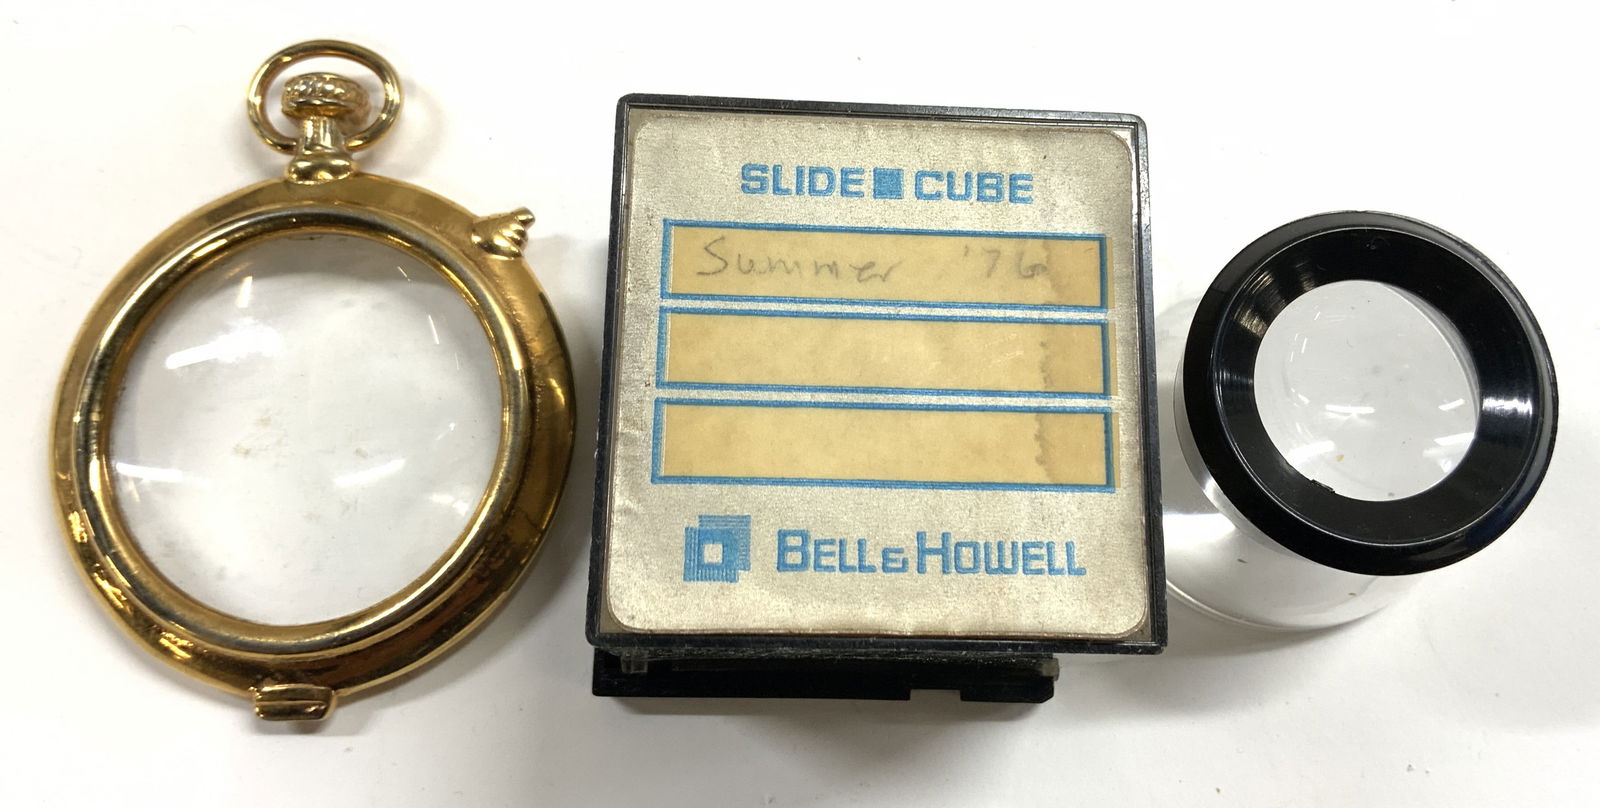 SLIDE CUBE
Summer '76
BELL & HOWELL